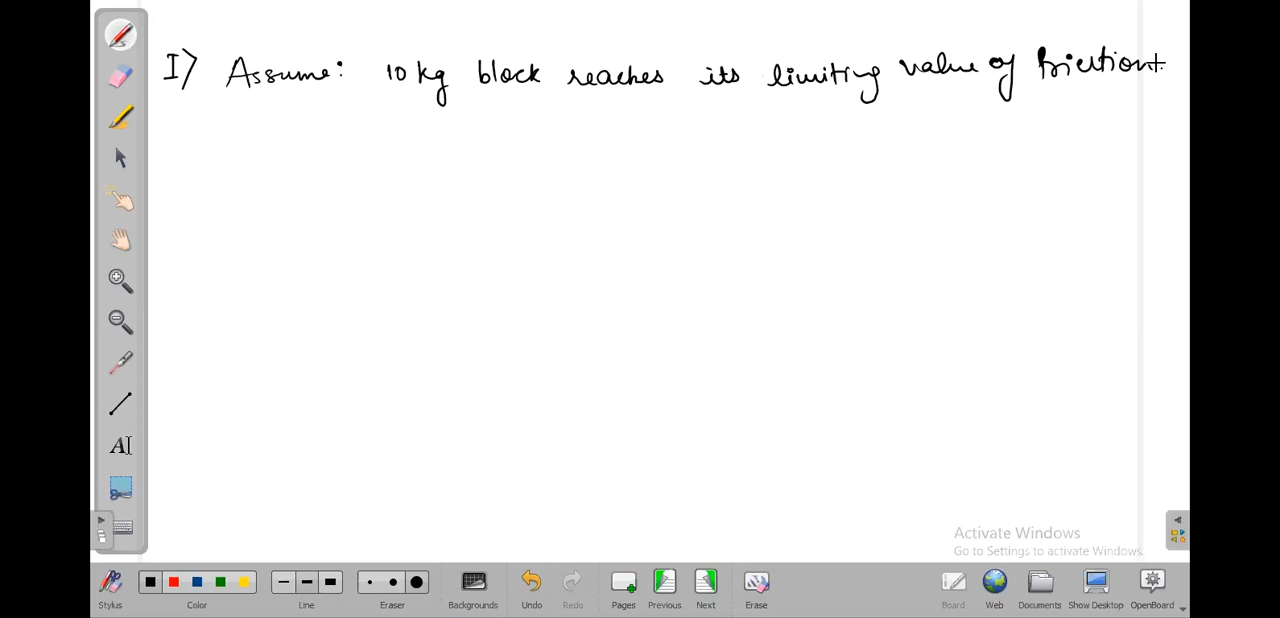 I) Assume: 10 kg block reaches its limiting value of friction.
A
Activate Windows
Go to Settings to activate Windows.
Stylus Color Line Eraser Backgrounds Undo Redo Pages Previous Next Erase Board Web Documents Show Desktop OpenBoard